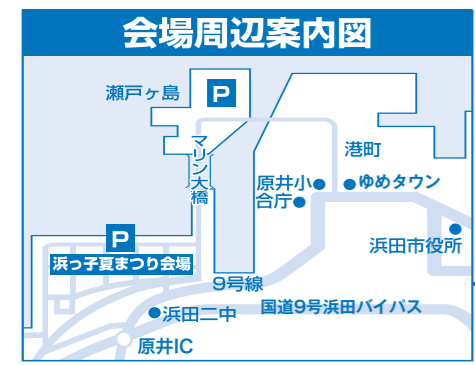 会場周辺案内図
瀬戸ヶ島
P
マリン大橋
港町
原井小
ゆめタウン
合庁
浜田市役所
P
浜っ子夏まつり会場
9号線
国道9号浜田バイパス
浜田二中
原井IC